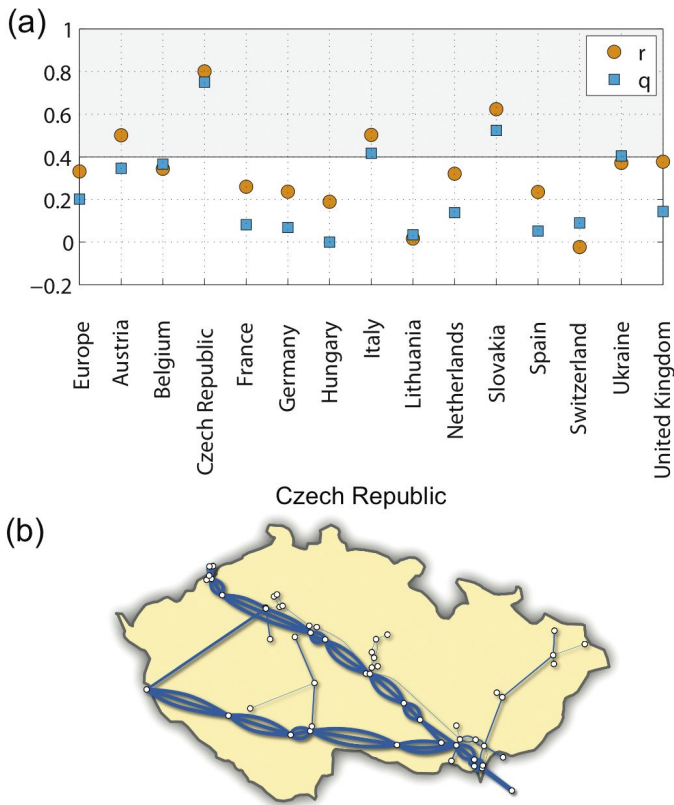 (a)
1
0.8
0.6
0.4
0.2
0
−0.2
r
q
Europe
Austria
Belgium
Czech Republic
France
Germany
Hungary
Italy
Lithuania
Netherlands
Slovakia
Spain
Switzerland
Ukraine
United Kingdom
Czech Republic
(b)